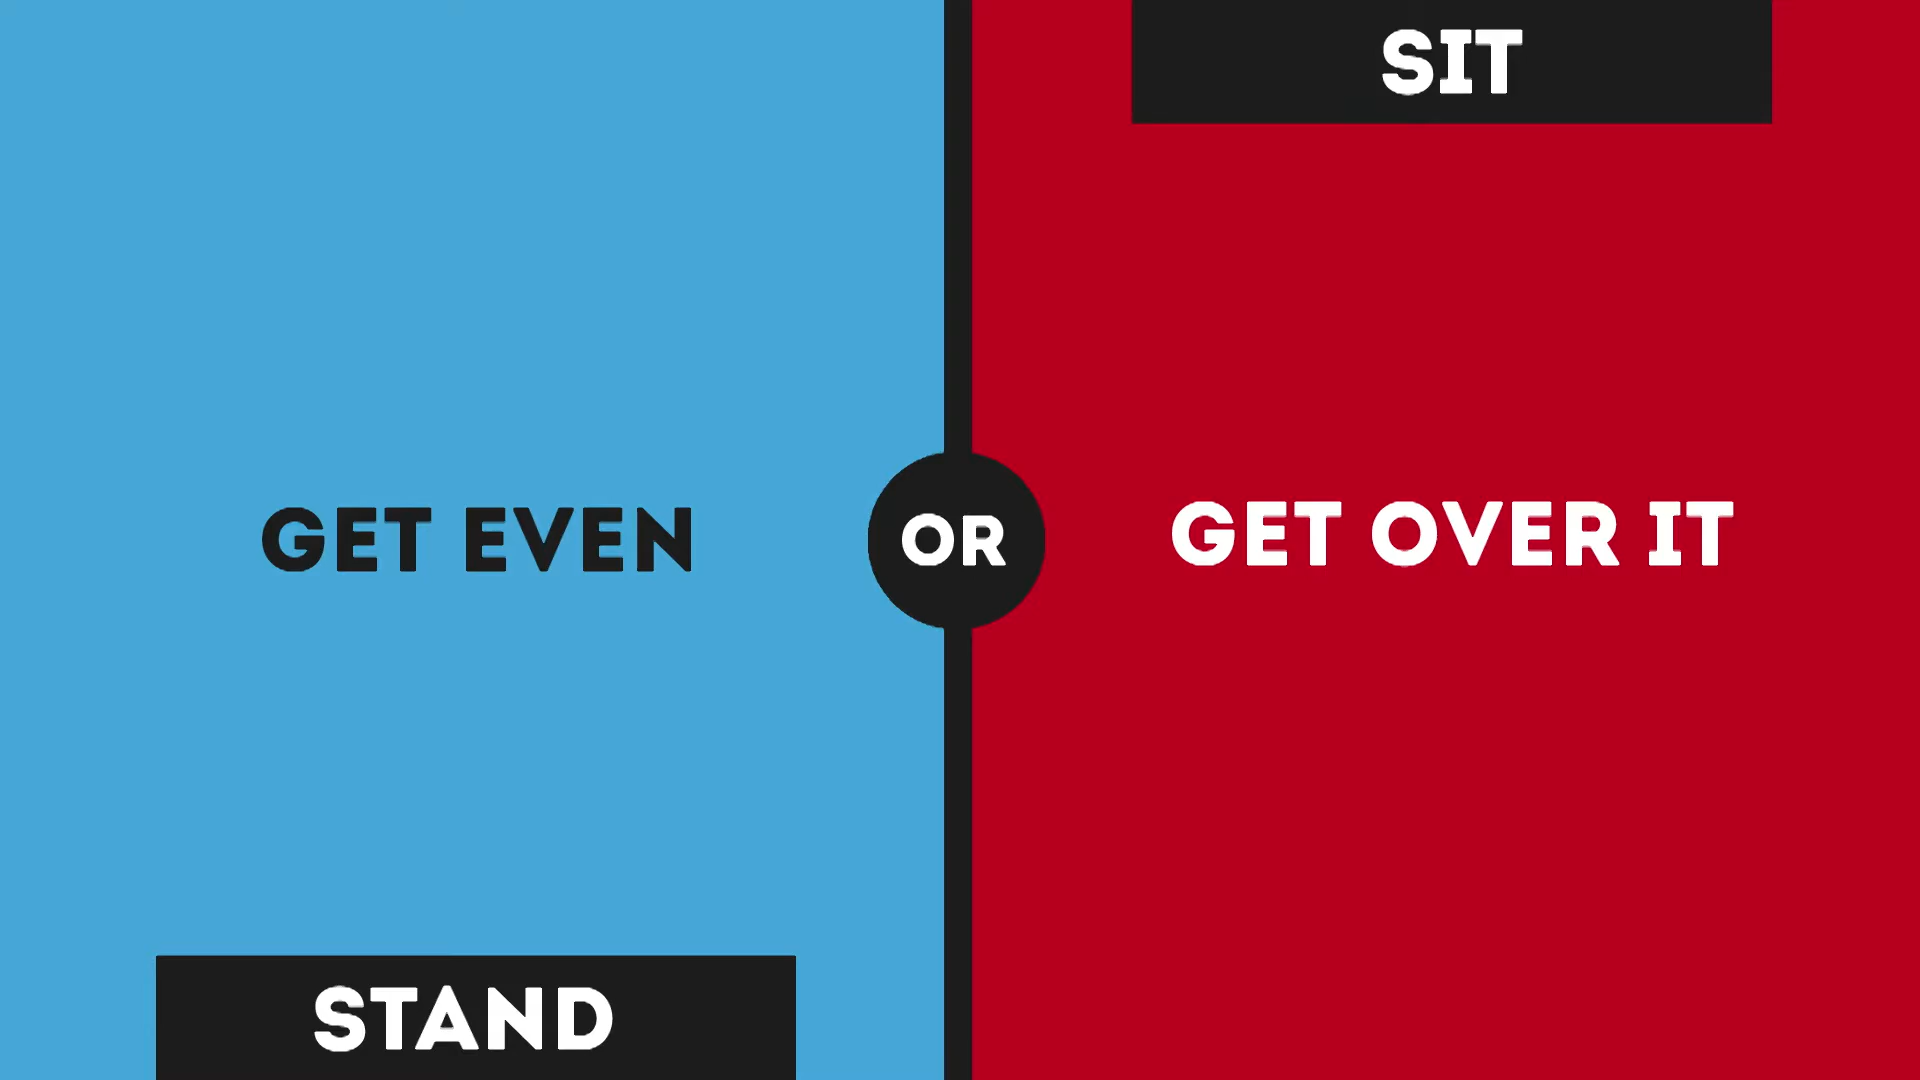 SIT
GET EVEN
OR
GET OVER IT
STAND